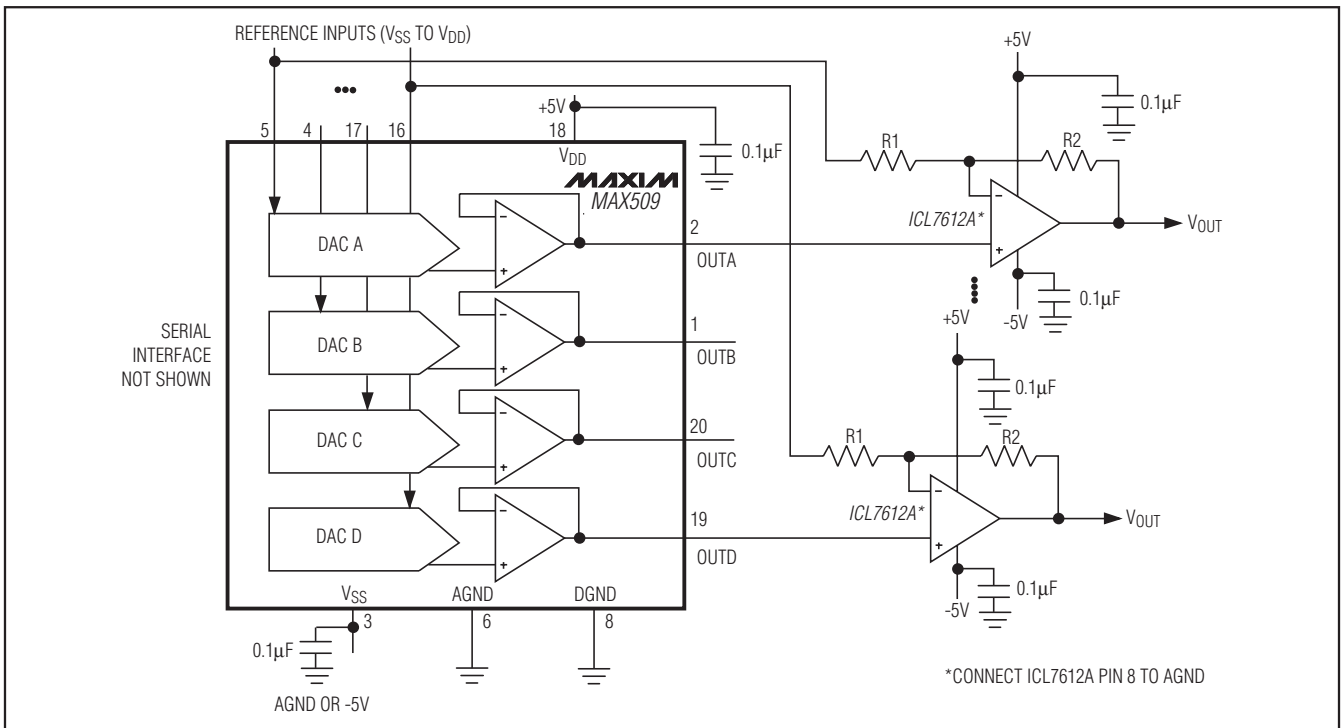 REFERENCE INPUTS (VSS TO VDD)
•••
5
4
17
16
+5V
18
VDD
0.1µF
MAXIM
MAX509
DAC A
-
+
2
OUTA
DAC B
-
+
1
OUTB
DAC C
-
+
20
OUTC
DAC D
-
+
19
OUTD
SERIAL
INTERFACE
NOT SHOWN
VSS
3
AGND
6
DGND
8
0.1µF
AGND OR -5V
+5V
0.1µF
R1
R2
-
+
ICL7612A*
VOUT
0.1µF
-5V
+5V
0.1µF
R1
R2
-
+
ICL7612A*
VOUT
0.1µF
-5V
*CONNECT ICL7612A PIN 8 TO AGND